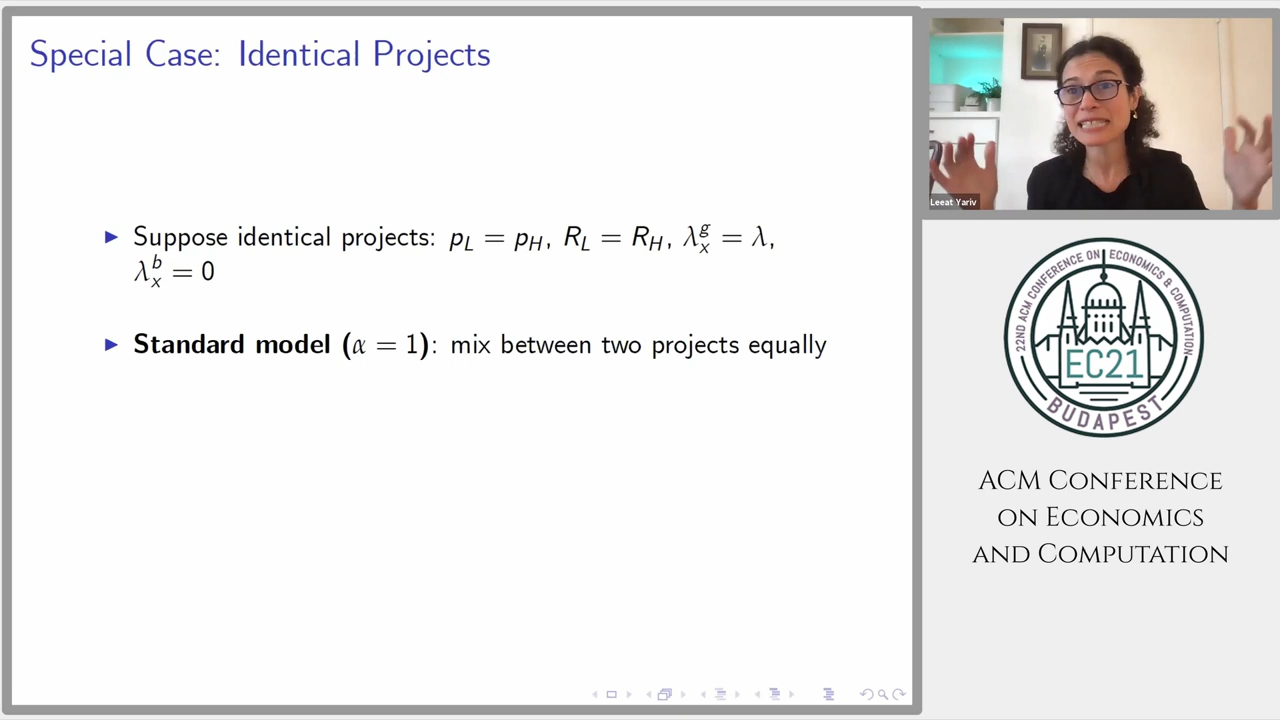 Special Case: Identical Projects
▶ Suppose identical projects: p_L = p_H, R_L = R_H, λ_x^g = λ,
λ_x^b = 0
▶ Standard model (α = 1): mix between two projects equally
Leeat Yariv
22ND ACM CONFERENCE ON ECONOMICS & COMPUTATION
EC21
BUDAPEST
ACM Conference
on Economics
and Computation